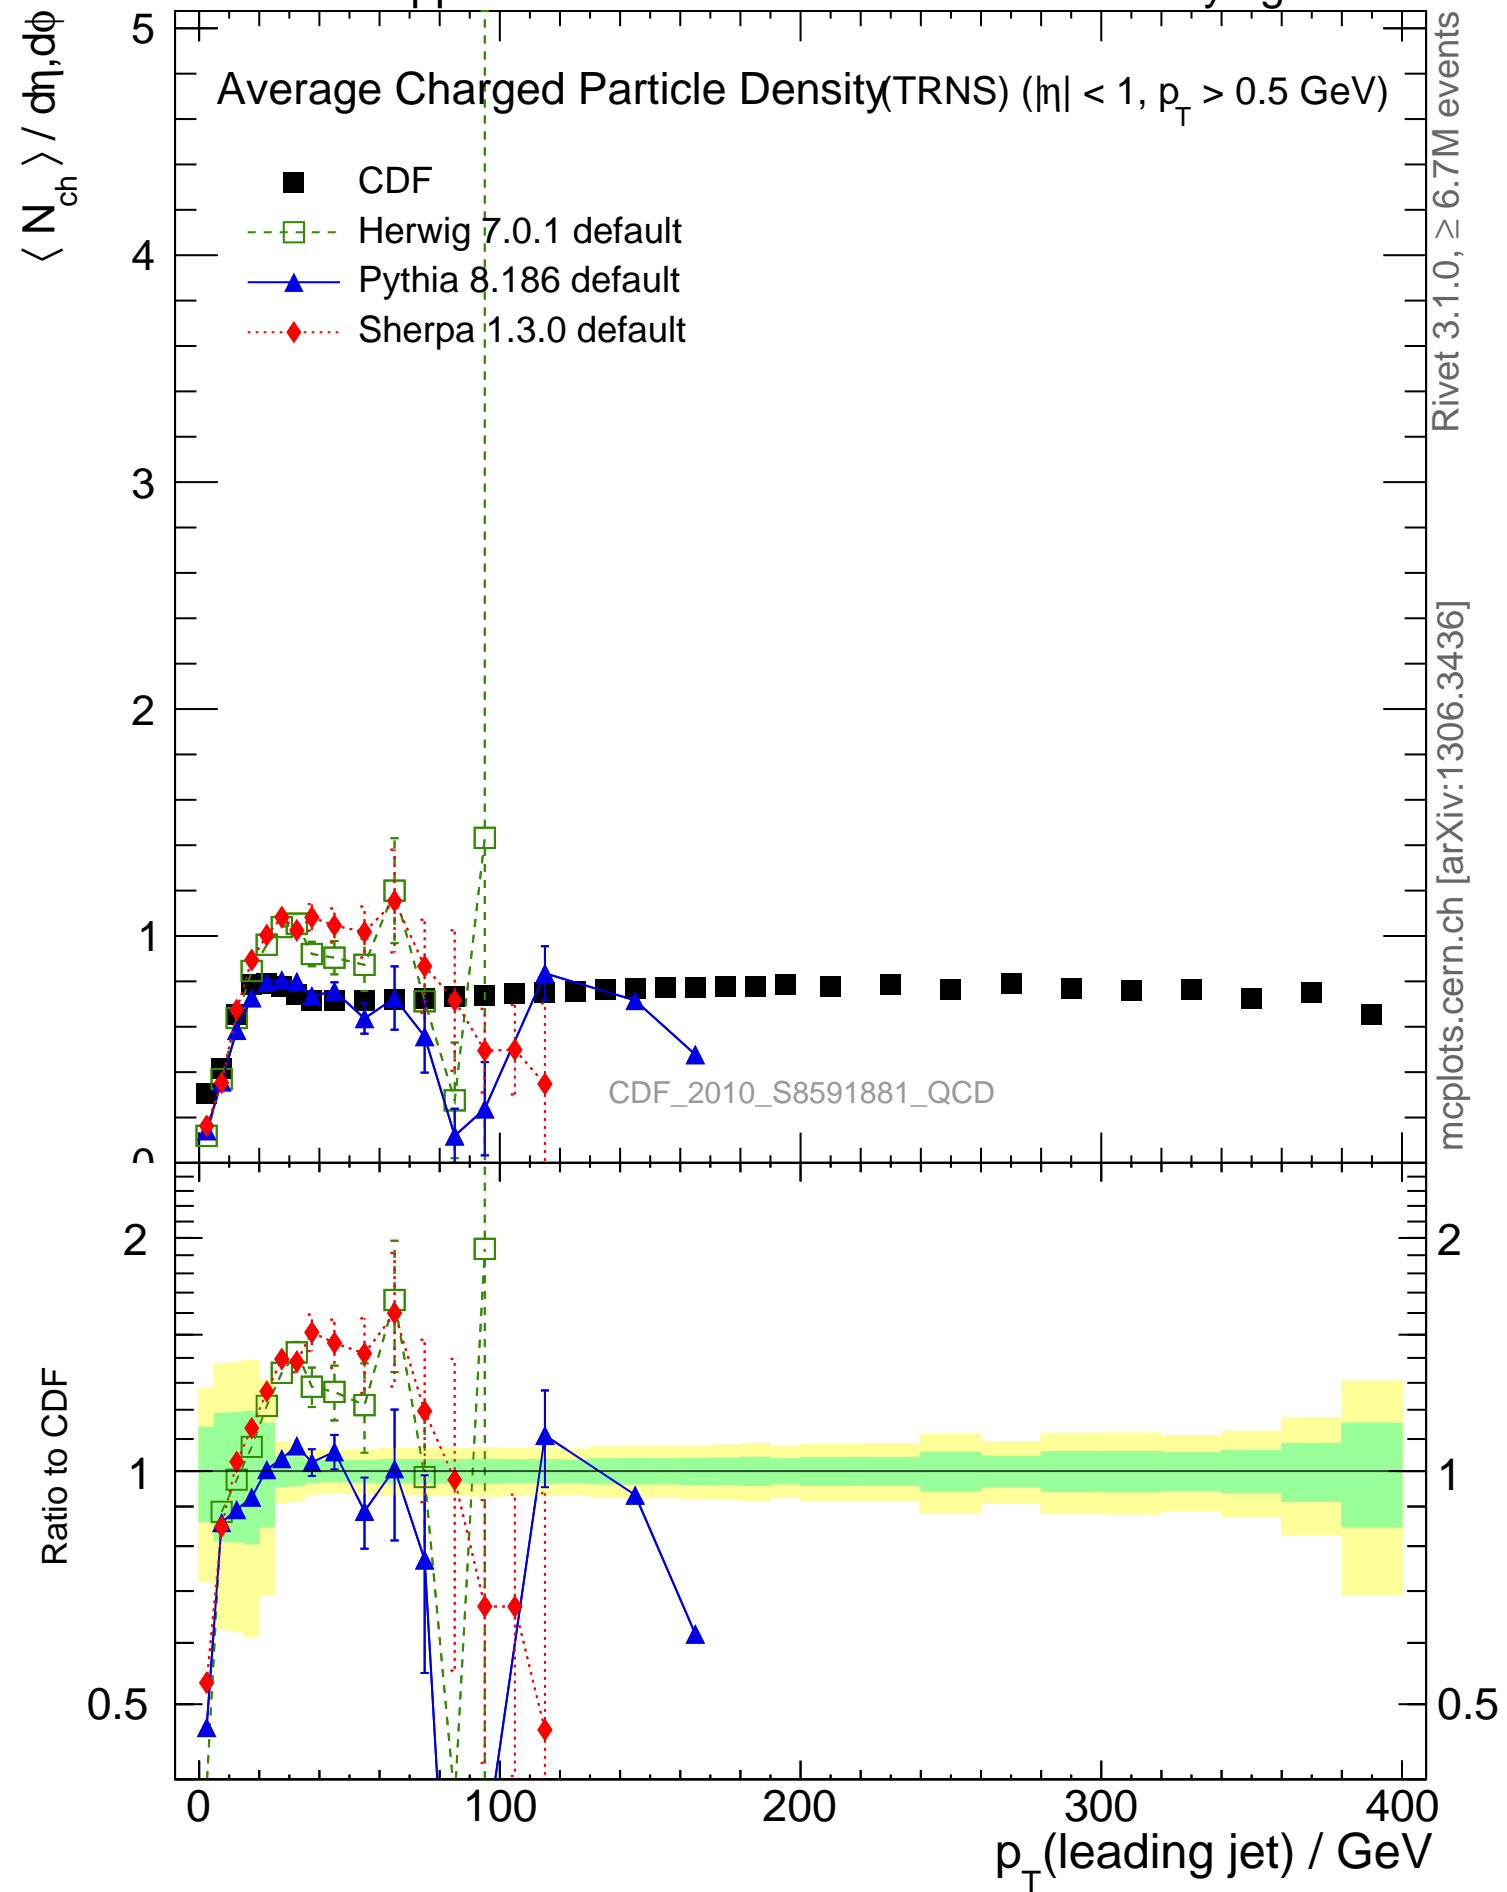 Average Charged Particle Density (TRNS) (|η| < 1, p_T > 0.5 GeV)
⟨ N_ch ⟩ / dη,dϕ
5
4
3
2
1
0
CDF
Herwig 7.0.1 default
Pythia 8.186 default
Sherpa 1.3.0 default
CDF_2010_S8591881_QCD
Rivet 3.1.0, ≥ 6.7M events
mcplots.cern.ch [arXiv:1306.3436]
Ratio to CDF
2
1
0.5
2
1
0.5
0 100 200 300 400
p_T (leading jet) / GeV